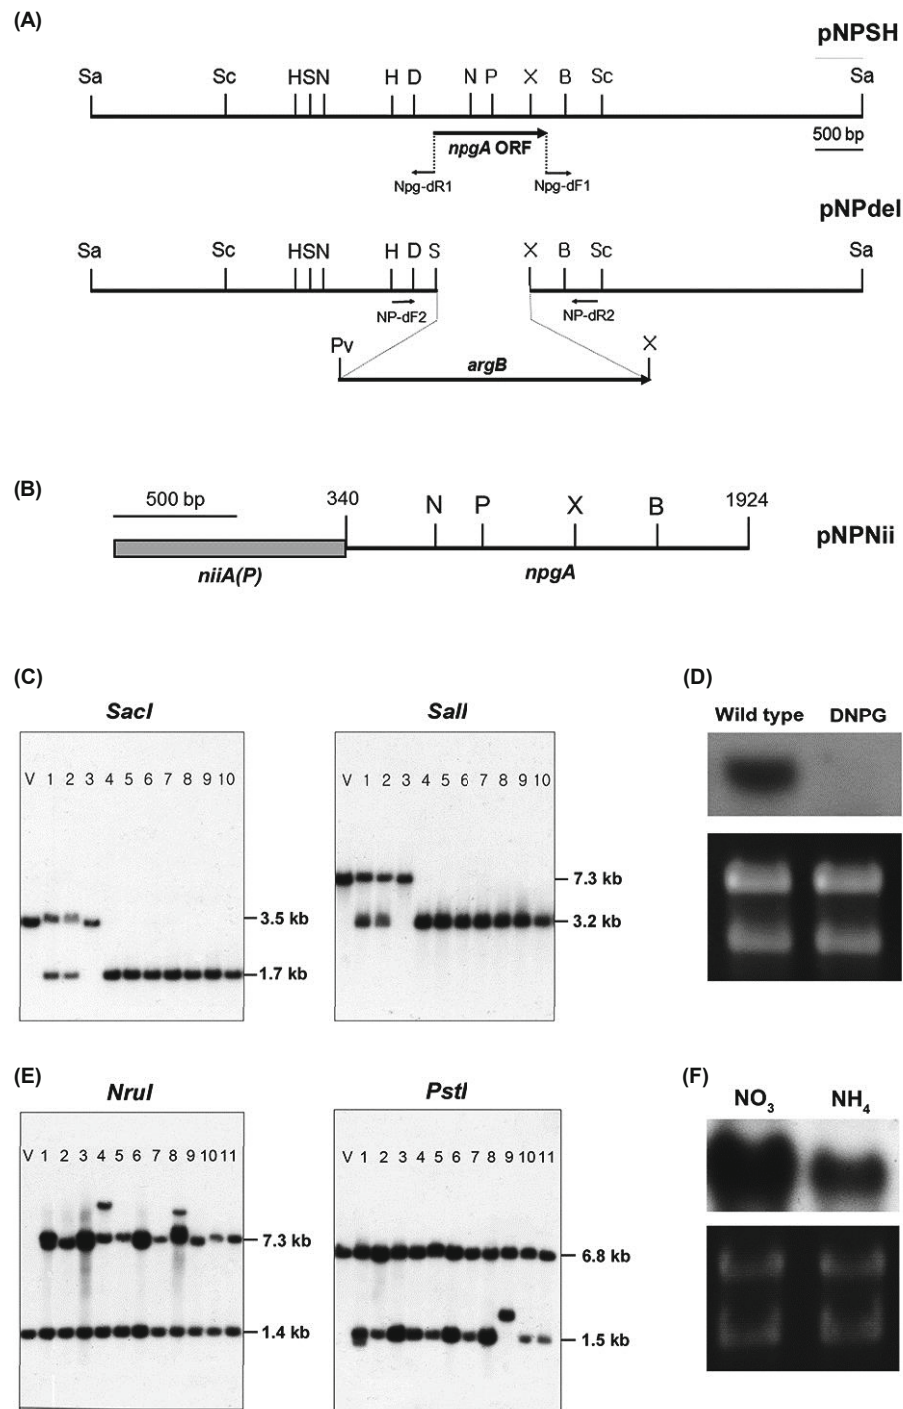 (A)
pNPSH
Sa Sc H S N H D N P X B Sc Sa
500 bp
npgA ORF
Npg-dR1 Npg-dF1
pNPdel
Sa Sc H S N H D S X B Sc Sa
NP-dF2 NP-dR2
Pv X
argB
(B)
500 bp 340 N P X B 1924
pNPNii
niiA(P) npgA
(C)
SacI SalI
V 1 2 3 4 5 6 7 8 9 10
V 1 2 3 4 5 6 7 8 9 10
3.5 kb
1.7 kb
7.3 kb
3.2 kb
(D)
Wild type DNPG
(E)
NruI PstI
V 1 2 3 4 5 6 7 8 9 10 11
V 1 2 3 4 5 6 7 8 9 10 11
7.3 kb
1.4 kb
6.8 kb
1.5 kb
(F)
NO3 NH4